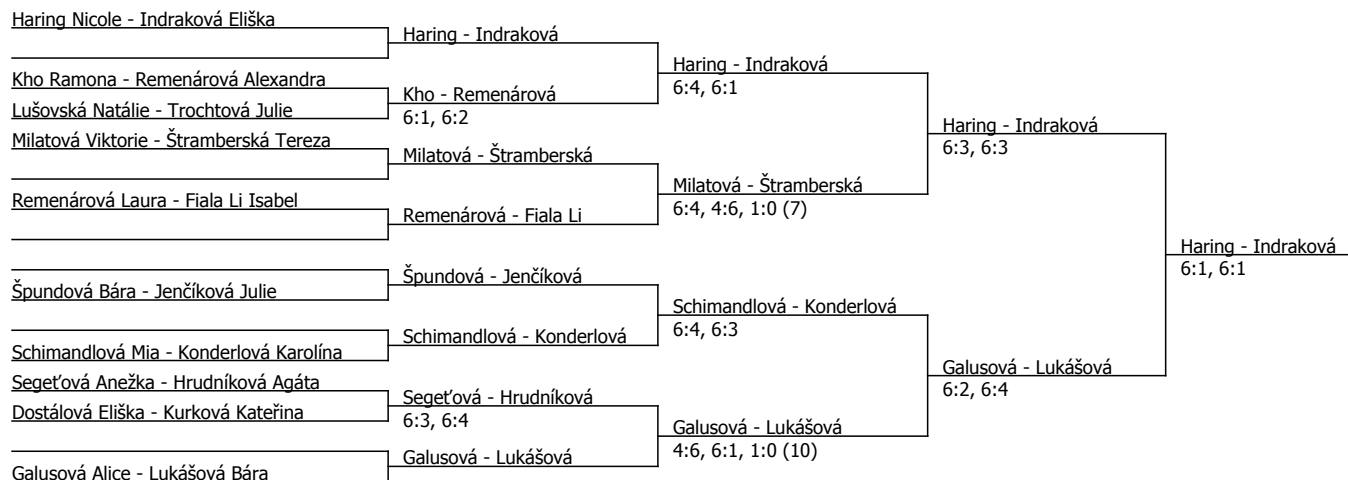 Haring Nicole - Indraková Eliška
Kho Ramona - Remenárová Alexandra
Lušovská Natálie - Trochtová Julie
Milatová Viktorie - Štramberská Tereza
Remenárová Laura - Fiala Li Isabel
Špundová Bára - Jenčíková Julie
Schimandlová Mia - Konderlová Karolína
Segeťová Anežka - Hrudníková Agáta
Dostálová Eliška - Kurková Kateřina
Galusová Alice - Lukášová Bára
Haring - Indraková
Kho - Remenárová
6:1, 6:2
Milatová - Štramberská
Remenárová - Fiala Li
Špundová - Jenčíková
Schimandlová - Konderlová
Segeťová - Hrudníková
6:3, 6:4
Galusová - Lukášová
Haring - Indraková
6:4, 6:1
Milatová - Štramberská
6:4, 4:6, 1:0 (7)
Schimandlová - Konderlová
6:4, 6:3
Galusová - Lukášová
4:6, 6:1, 1:0 (10)
Haring - Indraková
6:3, 6:3
Galusová - Lukášová
6:2, 6:4
Haring - Indraková
6:1, 6:1